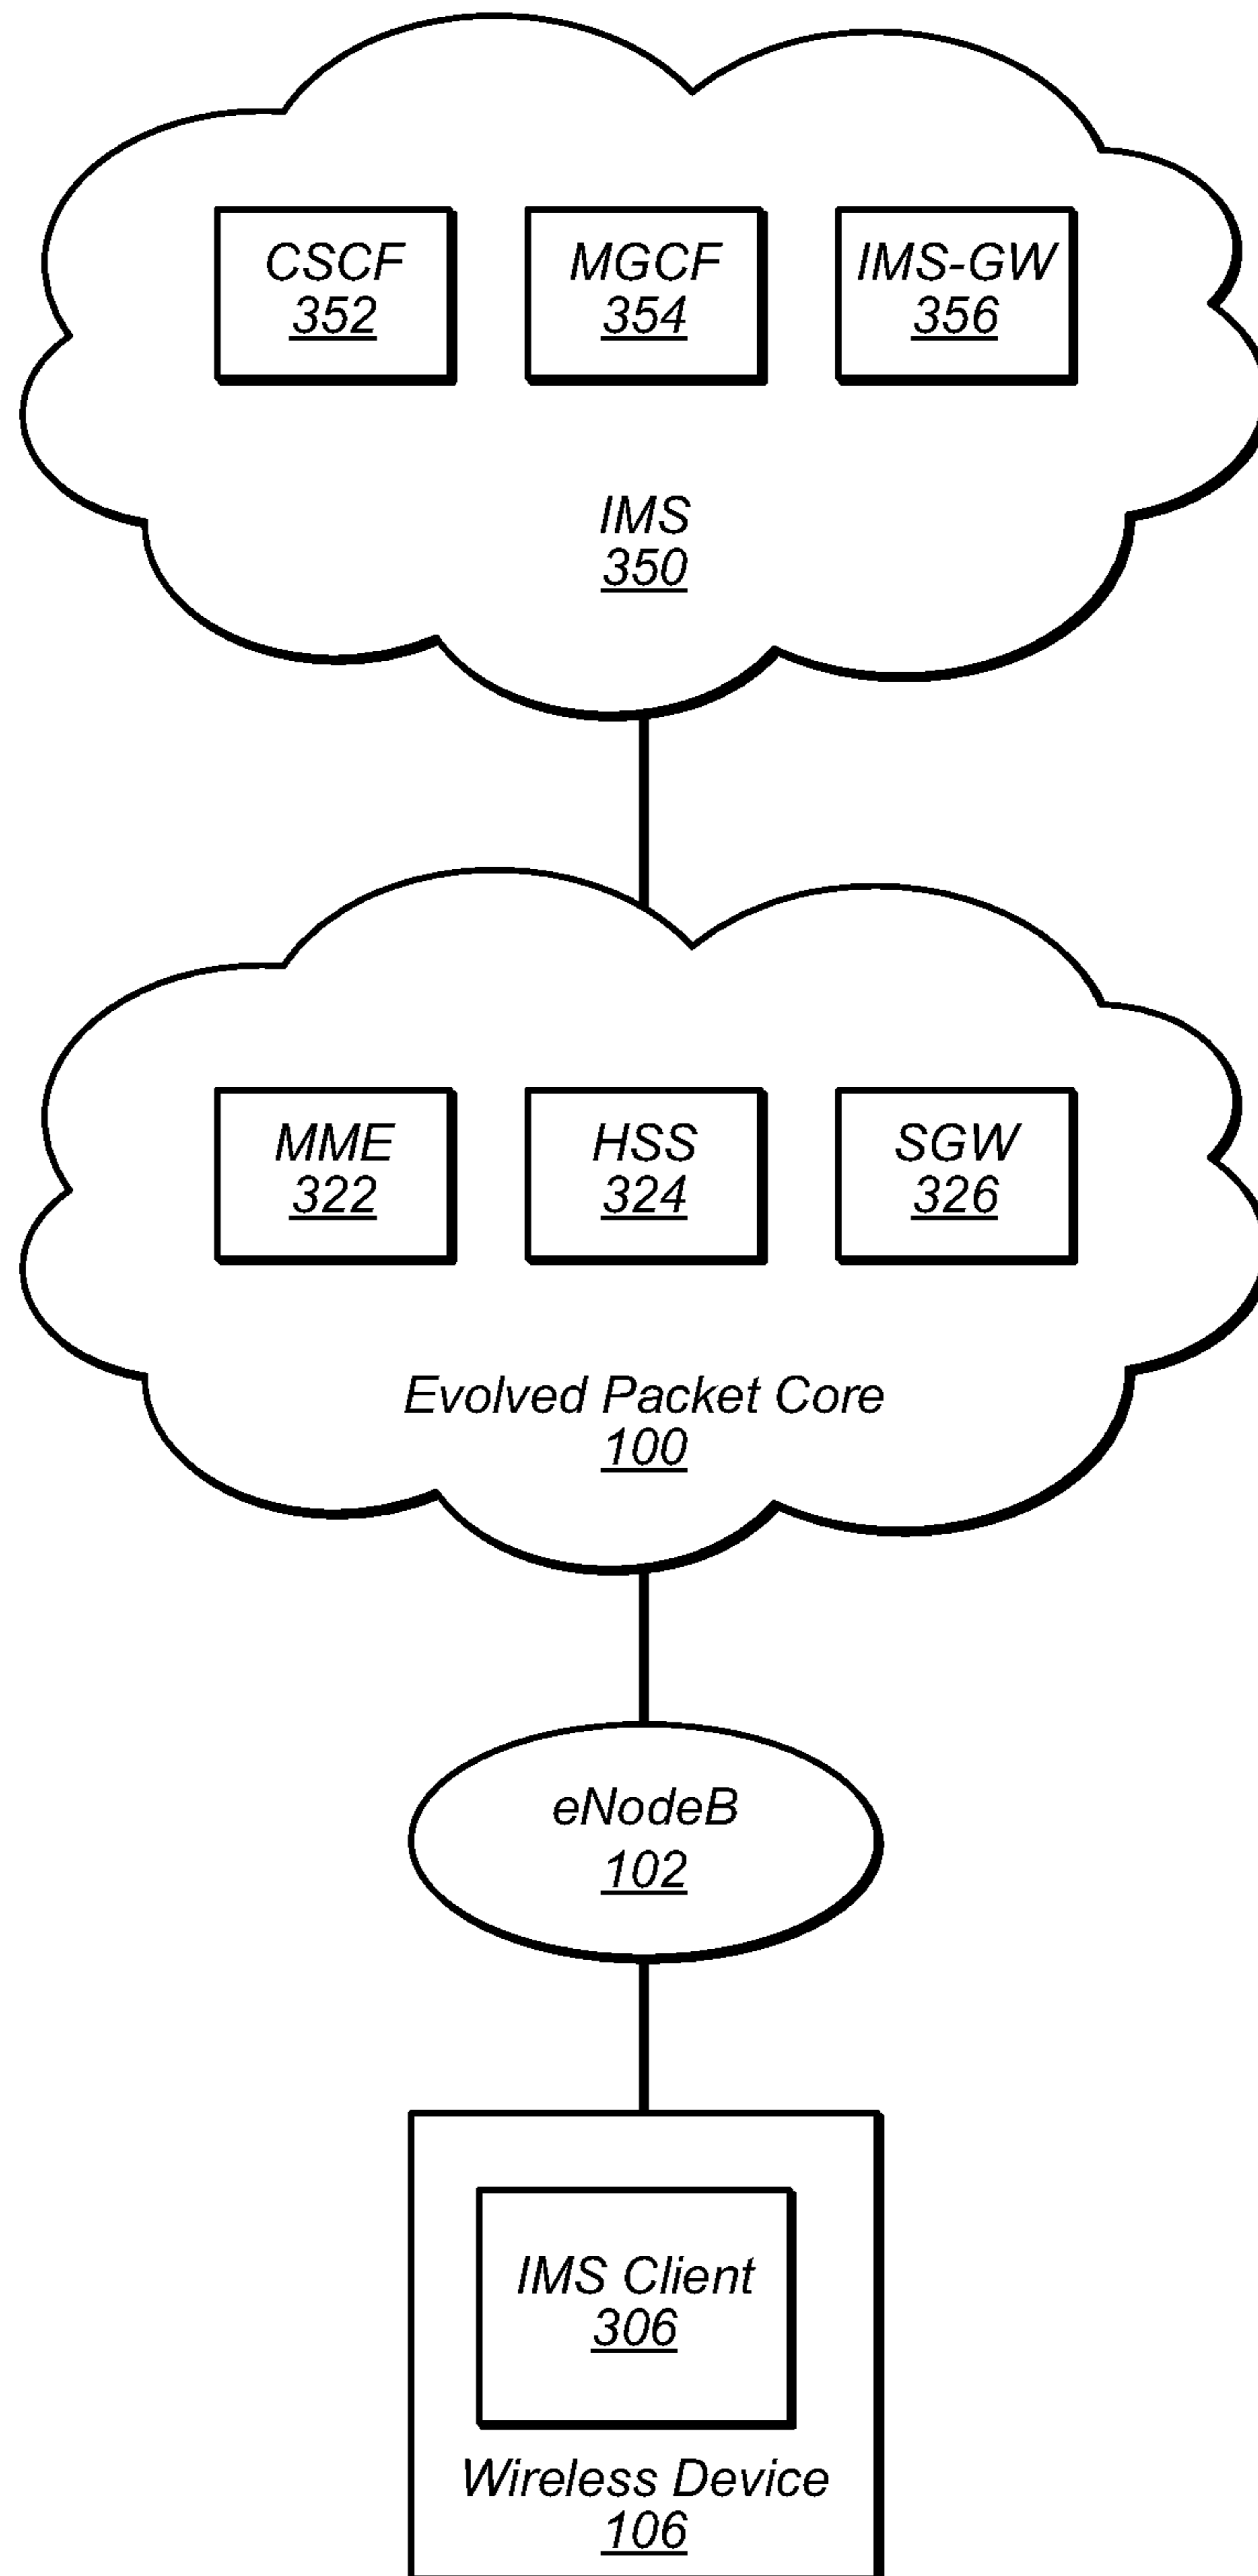 CSCF
352
MGCF
354
IMS-GW
356
IMS
350
MME
322
HSS
324
SGW
326
Evolved Packet Core
100
eNodeB
102
IMS Client
306
Wireless Device
106